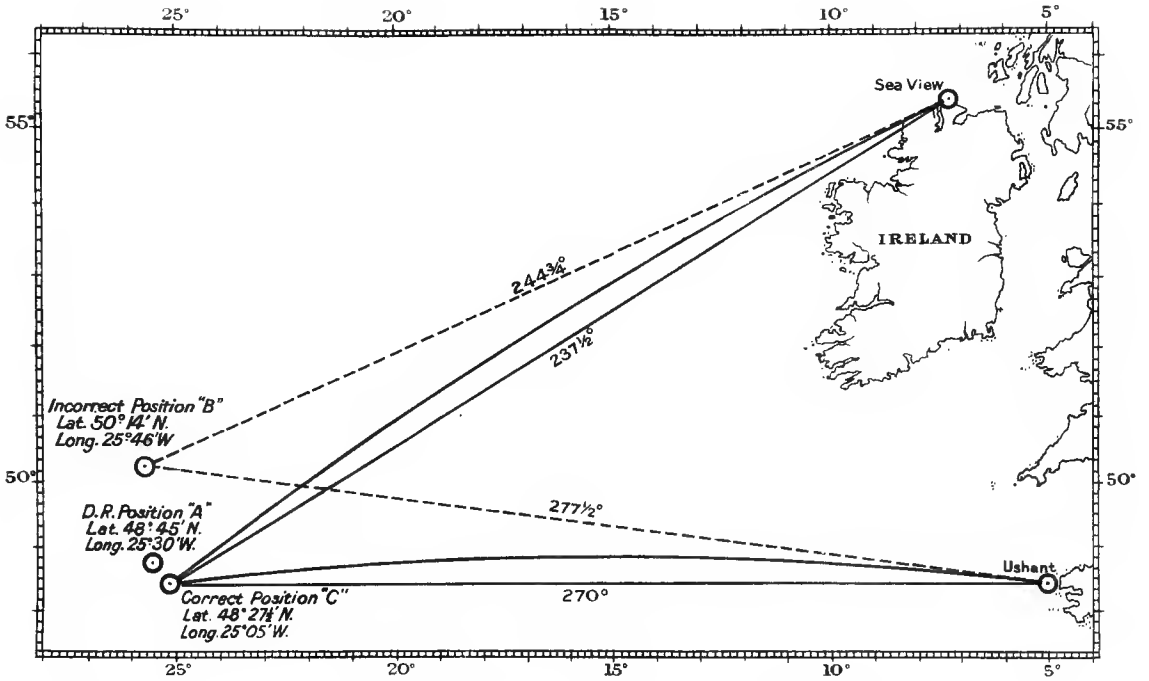 25° 20° 15° 10° 5°
Sea View
55° 55°
IRELAND
244¾°
237½°
Incorrect Position "B"
Lat. 50° 14' N.
Long. 25° 46' W
50° 50°
277½°
D.R. Position "A"
Lat. 48° 45' N.
Long. 25° 30' W.
Ushant
270°
Correct Position "C"
Lat. 48° 27½' N.
Long. 25° 05' W.
25° 20° 15° 10° 5°